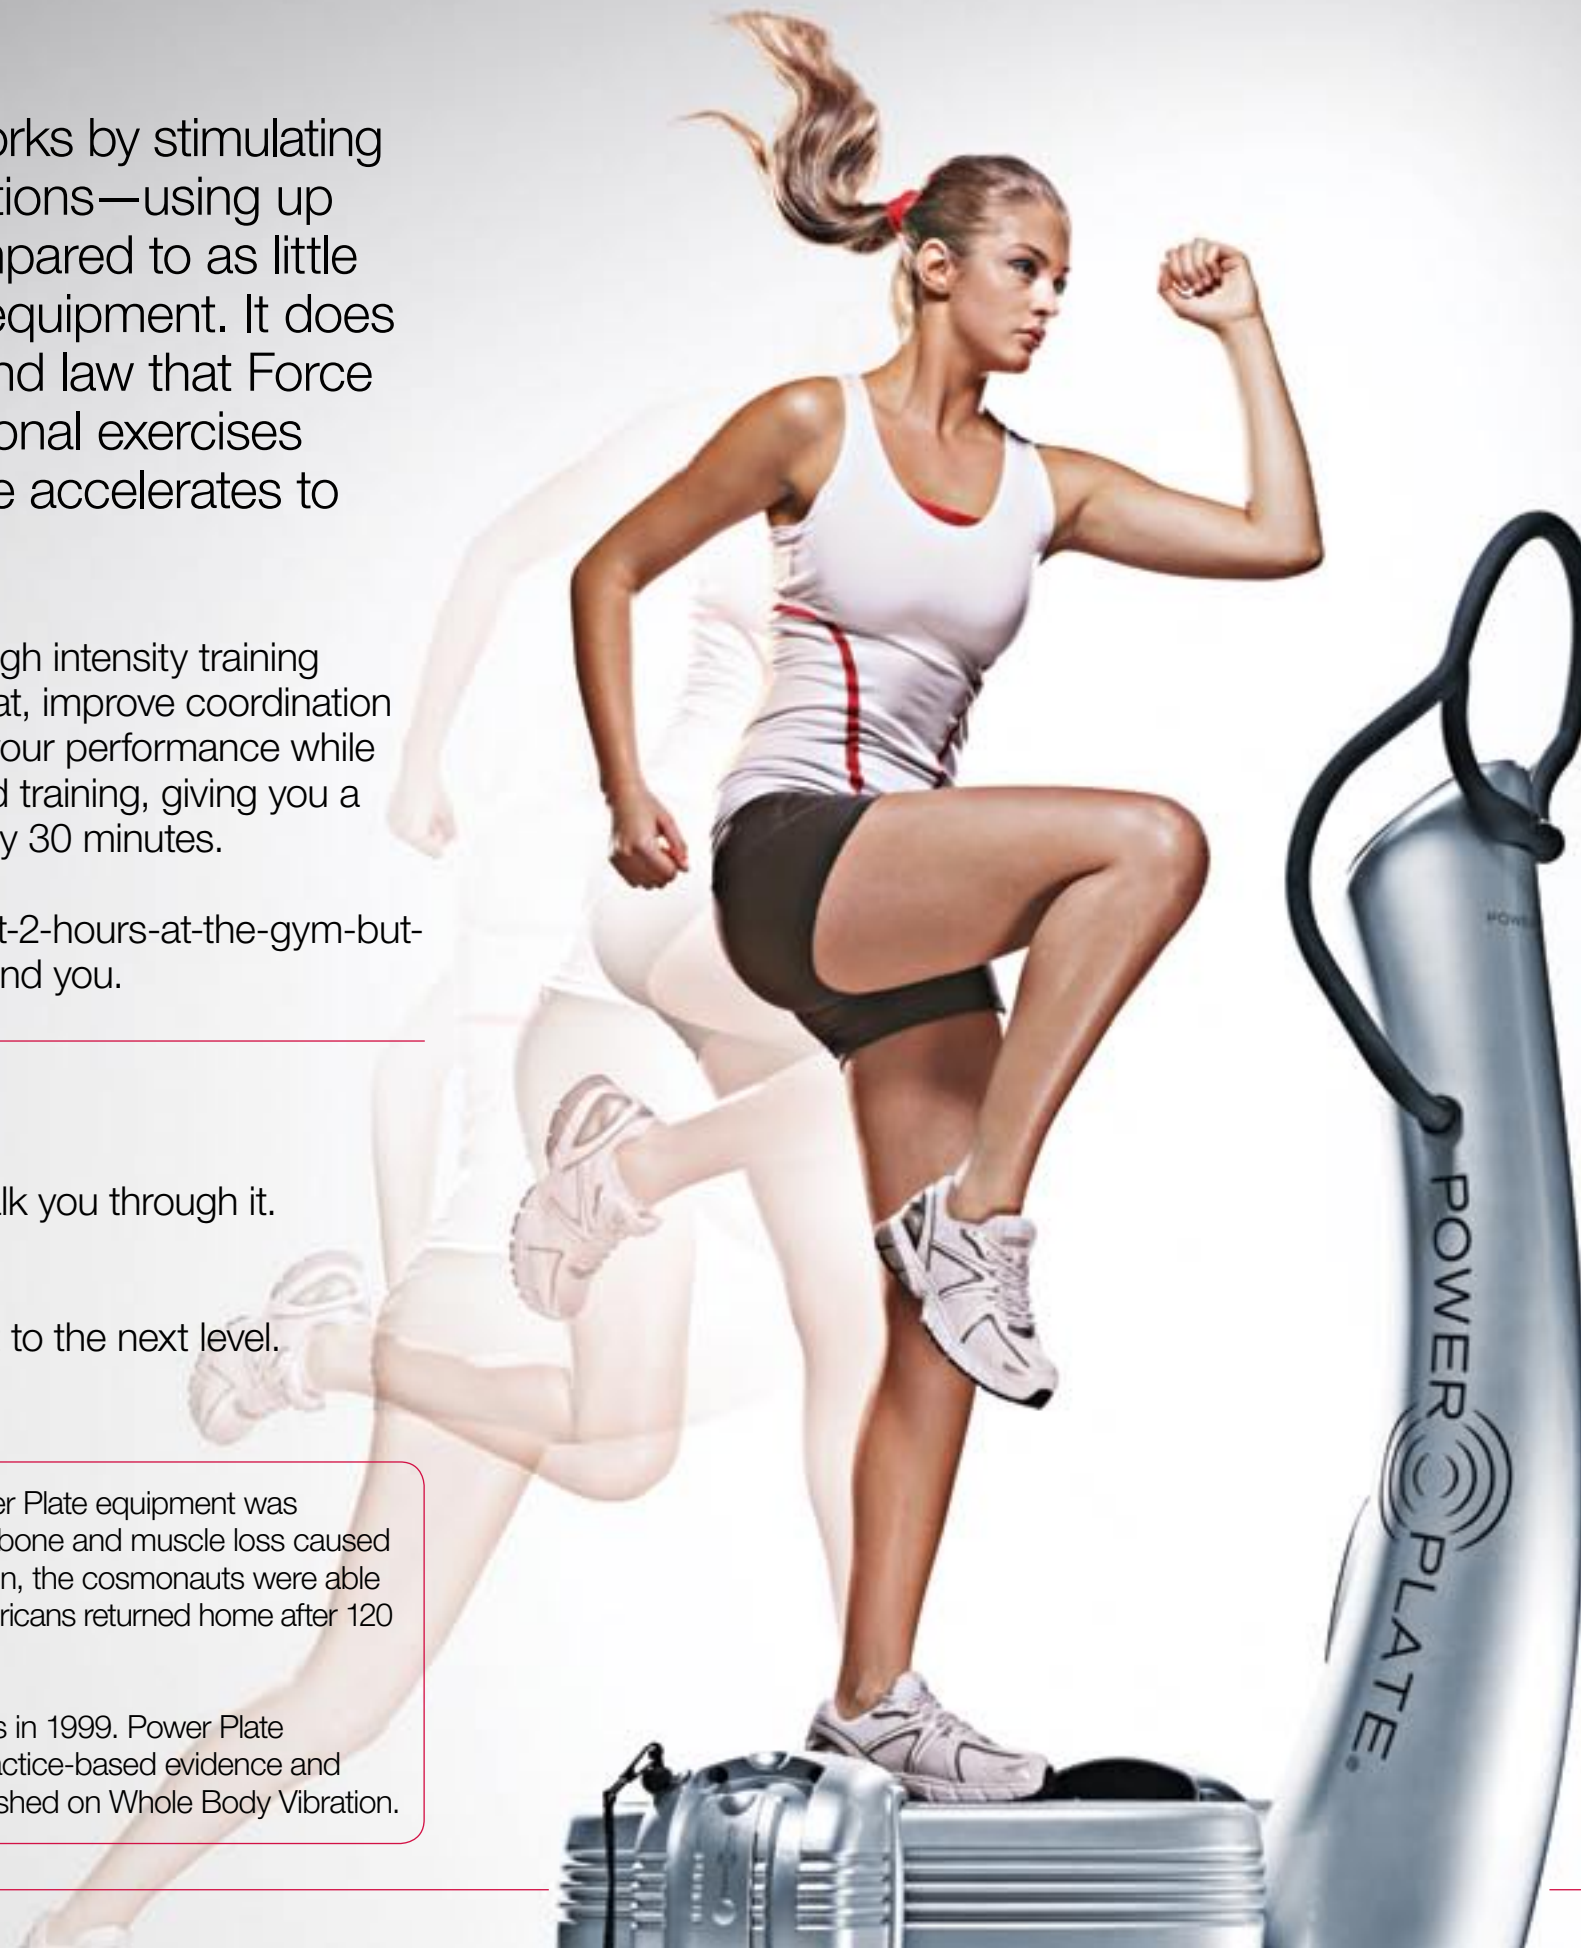 orks by stimulating
tions—using up
npared to as little
equipment. It does
nd law that Force
onal exercises
e accelerates to
gh intensity training
at, improve coordination
your performance while
d training, giving you a
y 30 minutes.
t-2-hours-at-the-gym-but-
nd you.
lk you through it.
to the next level.
er Plate equipment was
bone and muscle loss caused
n, the cosmonauts were able
ricans returned home after 120
s in 1999. Power Plate
actice-based evidence and
shed on Whole Body Vibration.
POWE
POWER PLATE®